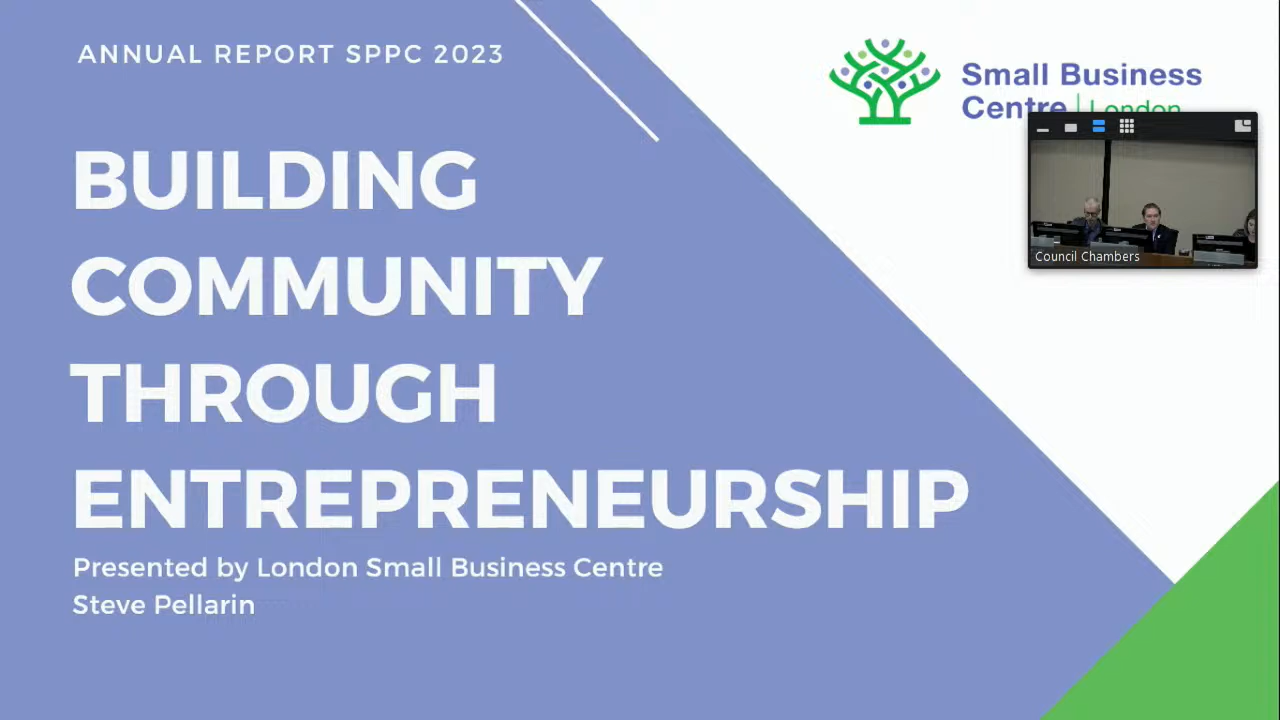 ANNUAL REPORT SPPC 2023
Small Business
Centre | London
BUILDING
COMMUNITY
THROUGH
ENTREPRENEURSHIP
Presented by London Small Business Centre
Steve Pellarin
Council Chambers